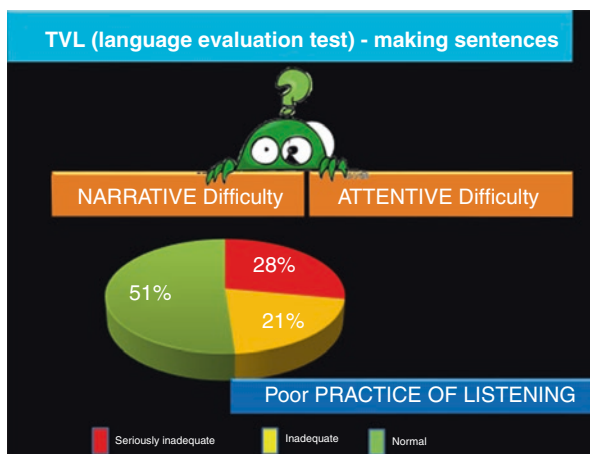 TVL (language evaluation test) - making sentences
?
NARRATIVE Difficulty
ATTENTIVE Difficulty
28%
51%
21%
Poor PRACTICE OF LISTENING
Seriously inadequate
Inadequate
Normal